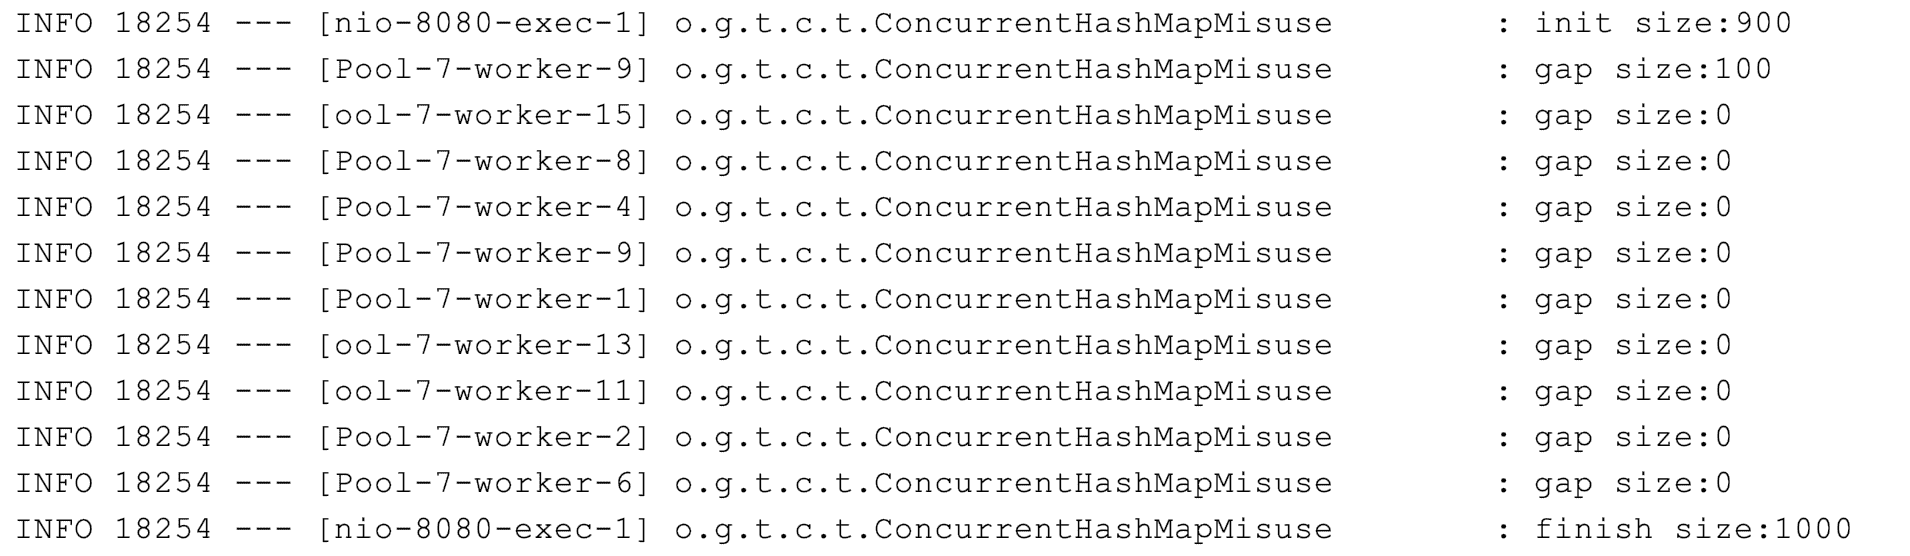 INFO 18254 --- [nio-8080-exec-1] o.g.t.c.t.ConcurrentHashMapMisuse : init size:900
INFO 18254 --- [Pool-7-worker-9] o.g.t.c.t.ConcurrentHashMapMisuse : gap size:100
INFO 18254 --- [ool-7-worker-15] o.g.t.c.t.ConcurrentHashMapMisuse : gap size:0
INFO 18254 --- [Pool-7-worker-8] o.g.t.c.t.ConcurrentHashMapMisuse : gap size:0
INFO 18254 --- [Pool-7-worker-4] o.g.t.c.t.ConcurrentHashMapMisuse : gap size:0
INFO 18254 --- [Pool-7-worker-9] o.g.t.c.t.ConcurrentHashMapMisuse : gap size:0
INFO 18254 --- [Pool-7-worker-1] o.g.t.c.t.ConcurrentHashMapMisuse : gap size:0
INFO 18254 --- [ool-7-worker-13] o.g.t.c.t.ConcurrentHashMapMisuse : gap size:0
INFO 18254 --- [ool-7-worker-11] o.g.t.c.t.ConcurrentHashMapMisuse : gap size:0
INFO 18254 --- [Pool-7-worker-2] o.g.t.c.t.ConcurrentHashMapMisuse : gap size:0
INFO 18254 --- [Pool-7-worker-6] o.g.t.c.t.ConcurrentHashMapMisuse : gap size:0
INFO 18254 --- [nio-8080-exec-1] o.g.t.c.t.ConcurrentHashMapMisuse : finish size:1000